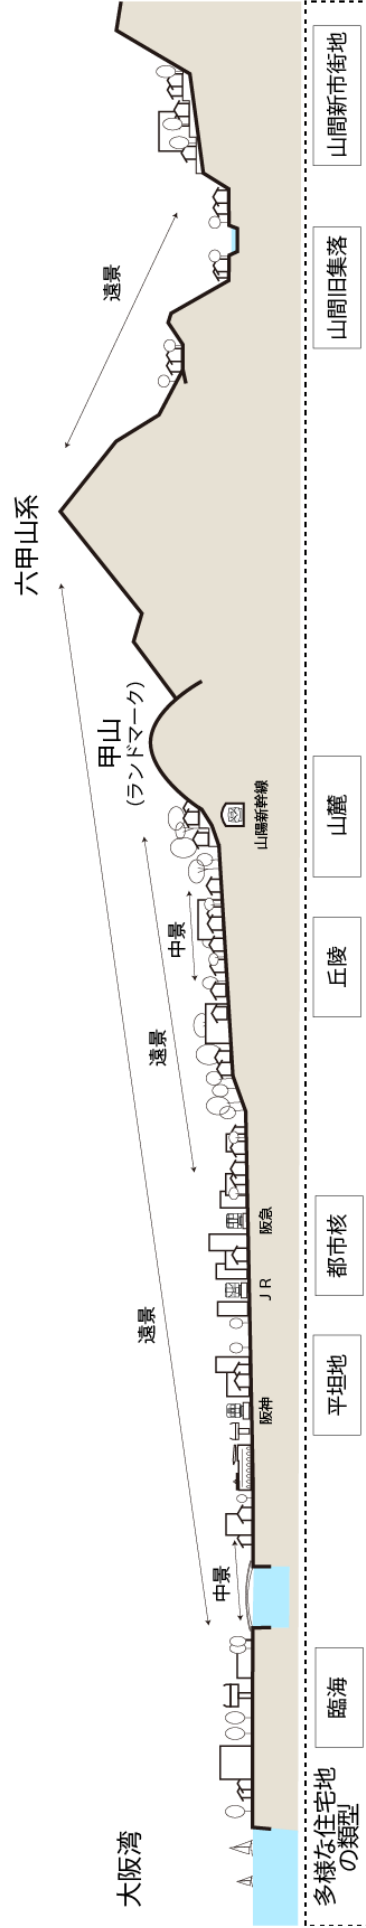 大阪湾
中景
遠景
遠景
中景
甲山
(ランドマーク)
六甲山系
遠景
阪神
ＪＲ
阪急
山陽新幹線
多様な住宅地
の類型
臨海
平坦地
都市核
丘陵
山麓
山間旧集落
山間新市街地